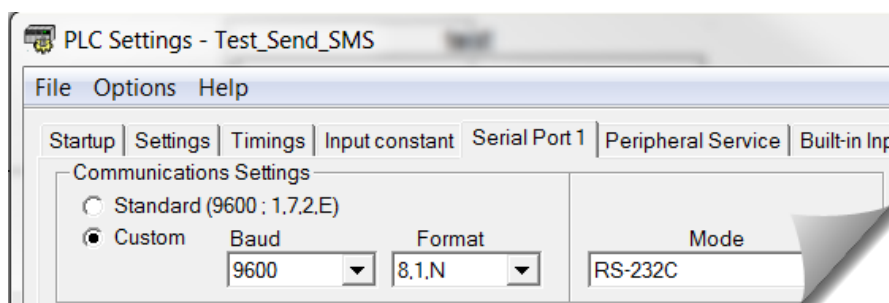 PLC Settings - Test_Send_SMS
File Options Help
Startup Settings Timings Input constant Serial Port 1 Peripheral Service Built-in Inp
Communications Settings
Standard (9600 ; 1,7,2,E)
Custom Baud Format Mode
9600 8,1,N RS-232C